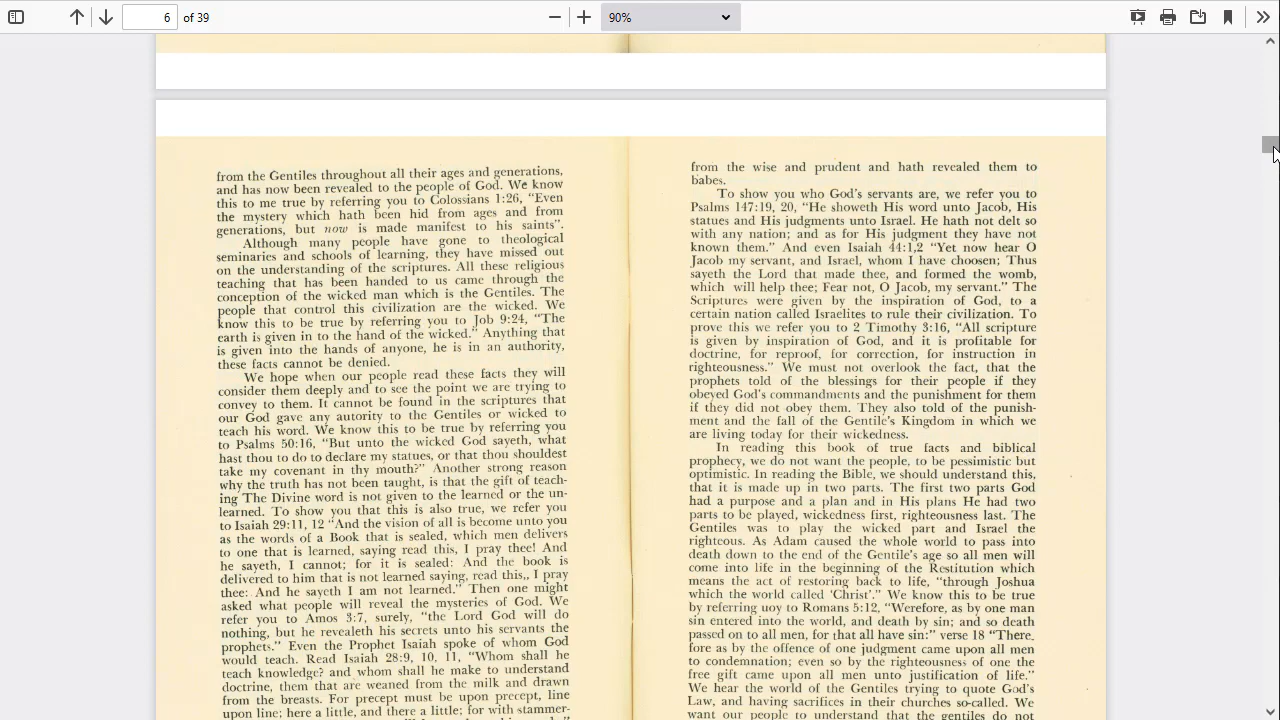 6 of 39
90%
from the Gentiles throughout all their ages and generations,
and has now been revealed to the people of God. We know
this to me true by referring you to Colossians 1:26, "Even
the mystery which hath been hid from ages and from
generations, but now is made manifest to his saints".
Although many people have gone to theological
seminaries and schools of learning, they have missed out
on the understanding of the scriptures. All these religious
teaching that has been handed to us came through the
conception of the wicked man which is the Gentiles. The
people that control this civilization are the wicked. We
know this to be true by referring you to Job 9:24, "The
earth is given in to the hand of the wicked." Anything that
is given into the hands of anyone, he is in an authority,
these facts cannot be denied.
We hope when our people read these facts they will
consider them deeply and to see the point we are trying to
convey to them. It cannot be found in the scriptures that
our God gave any autority to the Gentiles or wicked to
teach his word. We know this to be true by referring you
to Psalms 50:16, "But unto the wicked God sayeth, what
hast thou to do to declare my statues, or that thou shouldest
take my covenant in thy mouth?" Another strong reason
why the truth has not been taught, is that the gift of teach-
ing The Divine word is not given to the learned or the un-
learned. To show you that this is also true, we refer you
to Isaiah 29:11, 12 "And the vision of all is become unto you
as the words of a Book that is sealed, which men delivers
to one that is learned, saying read this, I pray thee! And
he sayeth, I cannot; for it is sealed: And the book is
delivered to him that is not learned saying, read this,, I pray
thee: And he sayeth I am not learned." Then one might
asked what people will reveal the mysteries of God. We
refer you to Amos 3:7, surely, "the Lord God will do
nothing, but he revealeth his secrets unto his servants the
prophets." Even the Prophet Isaiah spoke of whom God
would teach. Read Isaiah 28:9, 10, 11, "Whom shall he
teach knowledge? and whom shall he make to understand
doctrine, them that are weaned from the milk and drawn
from the breasts. For precept must be upon precept, line
upon line; here a little, and there a little; for with stammer-
from the wise and prudent and hath revealed them to
babes.
To show you who God's servants are, we refer you to
Psalms 147:19, 20, "He showeth His word unto Jacob, His
statues and His judgments unto Israel. He hath not delt so
with any nation; and as for His judgment they have not
known them." And even Isaiah 44:1,2 "Yet now hear O
Jacob my servant, and Israel, whom I have choosen; Thus
sayeth the Lord that made thee, and formed the womb,
which will help thee; Fear not, O Jacob, my servant." The
Scriptures were given by the inspiration of God, to a
certain nation called Israelites to rule their civilization. To
prove this we refer you to 2 Timothy 3:16, "All scripture
is given by inspiration of God, and it is profitable for
doctrine, for reproof, for correction, for instruction in
righteousness." We must not overlook the fact, that the
prophets told of the blessings for their people if they
obeyed God's commandments and the punishment for them
if they did not obey them. They also told of the punish-
ment and the fall of the Gentile's Kingdom in which we
are living today for their wickedness.
In reading this book of true facts and biblical
prophecy, we do not want the people, to be pessimistic but
optimistic. In reading the Bible, we should understand this,
that it is made up in two parts. The first two parts God
had a purpose and a plan and in His plans He had two
parts to be played, wickedness first, righteousness last. The
Gentiles was to play the wicked part and Israel the
righteous. As Adam caused the whole world to pass into
death down to the end of the Gentile's age so all men will
come into life in the beginning of the Restitution which
means the act of restoring back to life, "through Joshua
which the world called 'Christ'." We know this to be true
by referring uoy to Romans 5:12, "Werefore, as by one man
sin entered into the world, and death by sin; and so death
passed on to all men, for that all have sin:" verse 18 "There.
fore as by the offence of one judgment came upon all men
to condemnation; even so by the righteousness of one the
free gift came upon all men unto justification of life."
We hear the world of the Gentiles trying to quote God's
Law, and having sacrifices in their churches so-called. We
want our people to understand that the gentiles do not